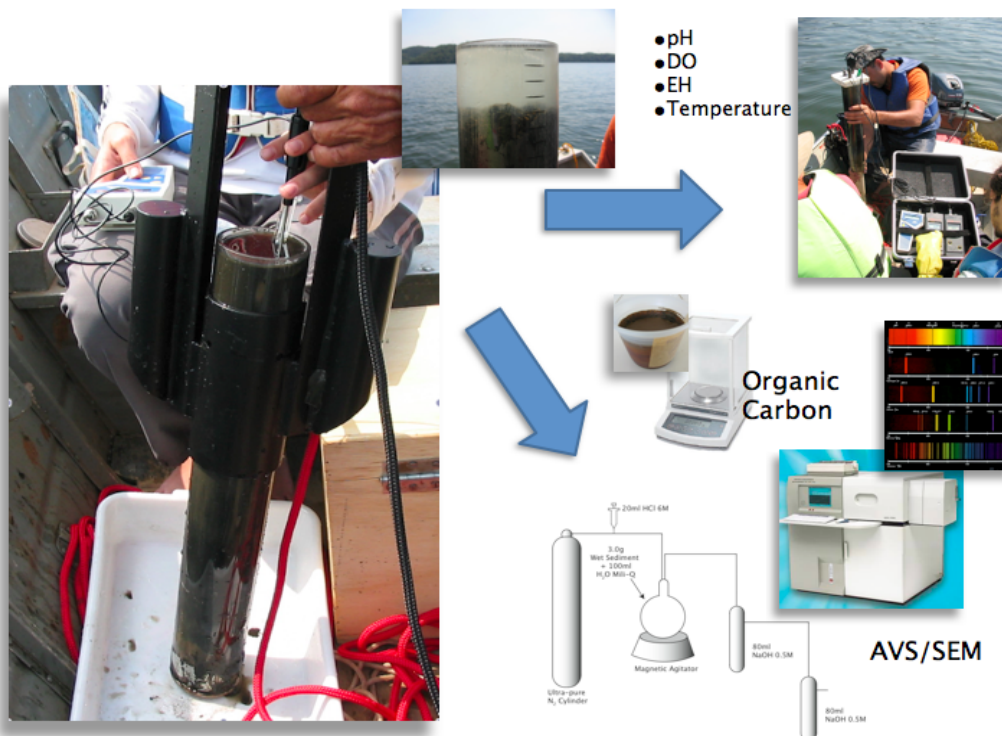 •pH
•DO
•EH
•Temperature
Organic
Carbon
20ml HCl 6M
3.0g
Wet Sediment
+ 100ml
H₂O Mili-Q
Magnetic Agitator
80ml
NaOH 0.5M
Ultra-pure
N₂ Cylinder
80ml
NaOH 0.5M
AVS/SEM